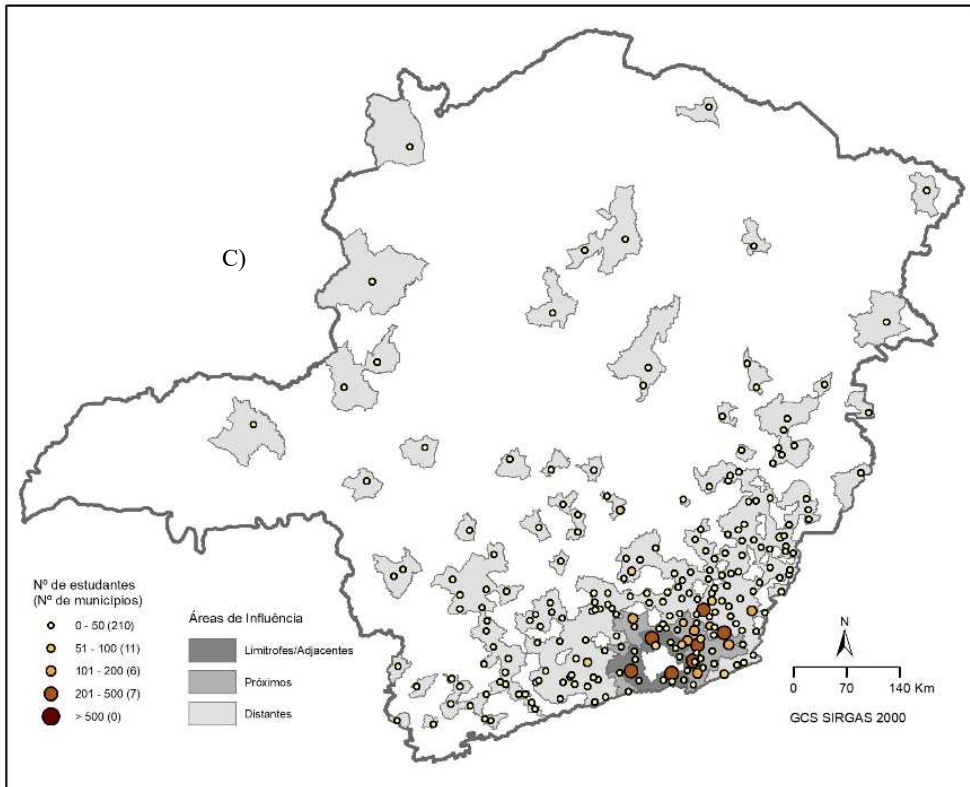 C)
Nº de estudantes
(Nº de municípios)
0 - 50 (210)
51 - 100 (11)
101 - 200 (6)
201 - 500 (7)
> 500 (0)
Áreas de Influência
Limítrofes/Adjacentes
Próximos
Distantes
N
0 70 140 Km
GCS SIRGAS 2000